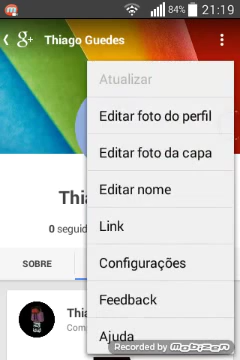 84% 21:19
g+ Thiago Guedes
Atualizar
Editar foto do perfil
Editar foto da capa
Editar nome
Link
Configurações
Feedback
Ajuda
Thi
0 seguid
SOBRE
Thia
Com
Recorded by Mobizen